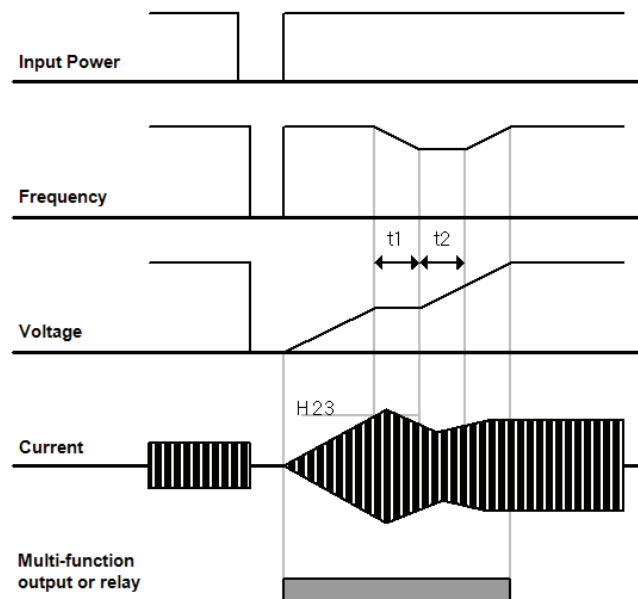 Input Power
Frequency
t1 t2
Voltage
H23
Current
Multi-function
output or relay